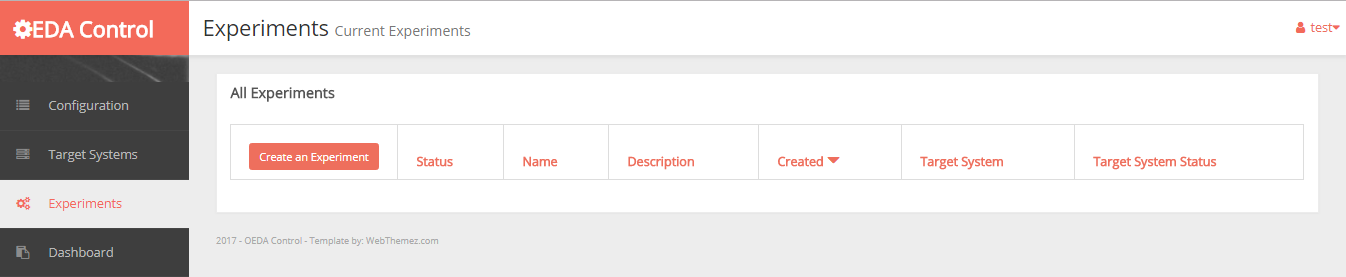 EDA Control
Experiments Current Experiments
test
Configuration
Target Systems
Experiments
Dashboard
All Experiments
Create an Experiment Status Name Description Created Target System Target System Status
2017 - OEDA Control - Template by: WebThemez.com